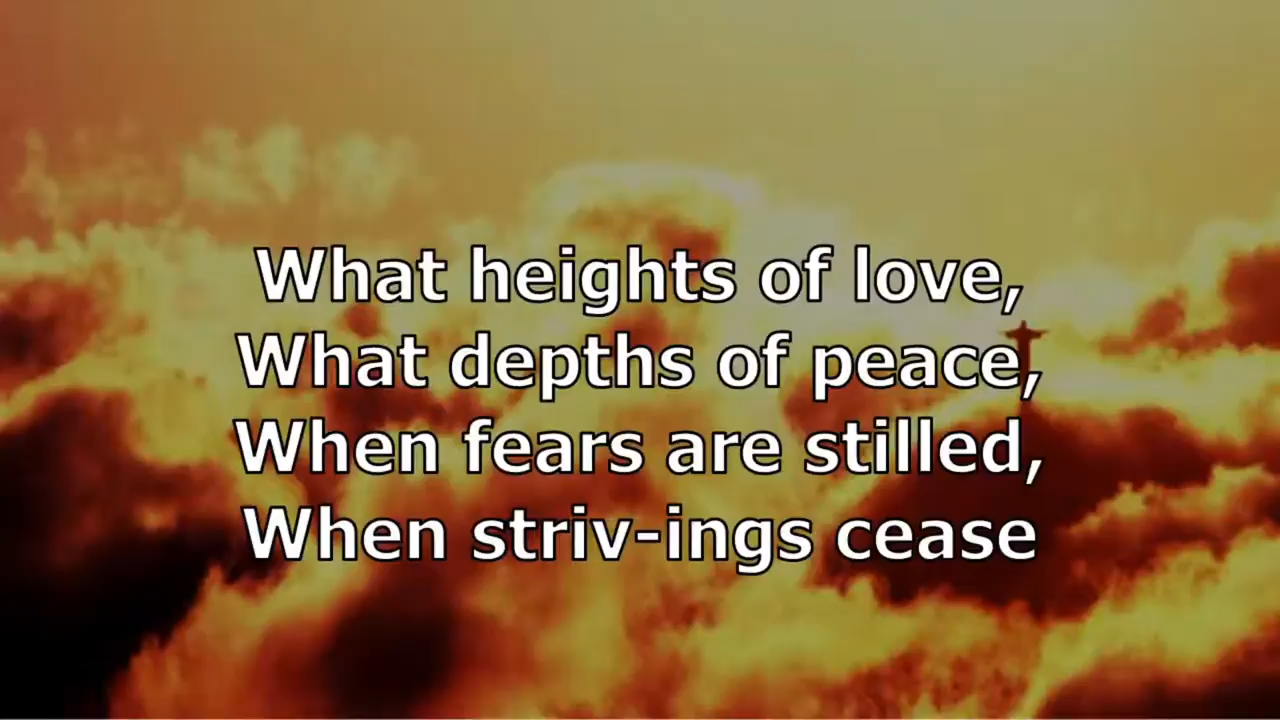 What heights of love,
What depths of peace,
When fears are stilled,
When striv-ings cease